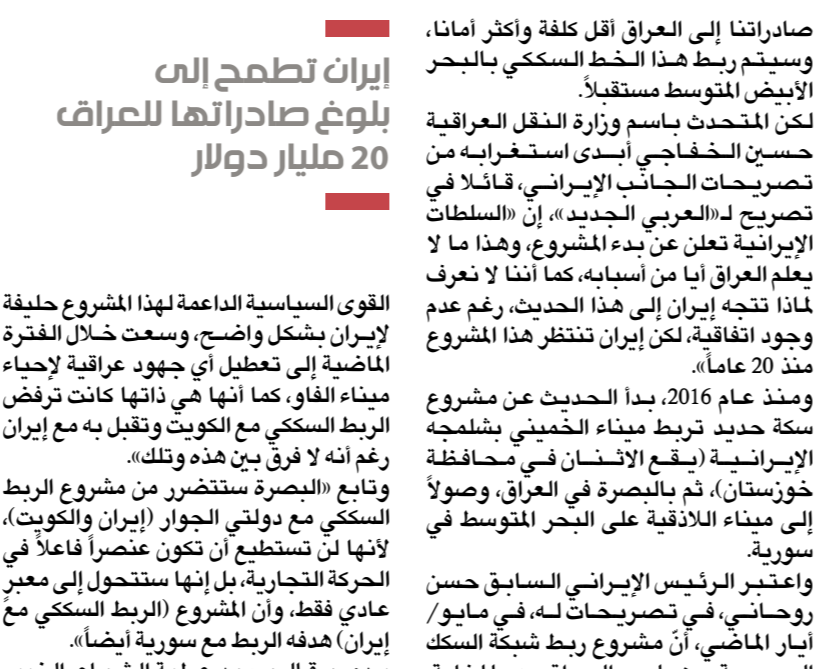 صادراتنا إلى العراق أقل كلفة وأكثر أمانا،
وسيتم ربط هذا الخط السككي بالبحر
الأبيض المتوسط مستقبلاً.
لكن المتحدث باسم وزارة النقل العراقية
حسين الخفاجي أبدى استغرابه من
تصريحات الجانب الإيراني، قائلا في
تصريح لـ«العربي الجديد»، إن «السلطات
الإيرانية تعلن عن بدء المشروع، وهذا ما لا
يعلم العراق أيا من أسبابه، كما أننا لا نعرف
لماذا تتجه إيران إلى هذا الحديث، رغم عدم
وجود اتفاقية، لكن إيران تنتظر هذا المشروع
منذ 20 عاماً».
ومنذ عام 2016، بدأ الحديث عن مشروع
سكة حديد تربط ميناء الخميني بشلمجه
الإيرانية (يقع الاثنان في محافظة
خوزستان)، ثم بالبصرة في العراق، وصولاً
إلى ميناء اللاذقية على البحر المتوسط في
سورية.
واعتبر الرئيس الإيراني السابق حسن
روحاني، في تصريحات له، في مايو/
أيار الماضي، أنّ مشروع ربط شبكة السكك
إيران تطمح إلى
بلوغ صادراتها للعراق
20 مليار دولار
القوى السياسية الداعمة لهذا المشروع حليفة
لإيران بشكل واضح، وسعت خلال الفترة
الماضية إلى تعطيل أي جهود عراقية لإحياء
ميناء الفاو، كما أنها هي ذاتها كانت ترفض
الربط السككي مع الكويت وتقبل به مع إيران
رغم أنه لا فرق بين هذه وتلك».
وتابع «البصرة ستتضرر من مشروع الربط
السككي مع دولتي الجوار (إيران والكويت)،
لأنها لن تستطيع أن تكون عنصراً فاعلاً في
الحركة التجارية، بل إنها ستتحول إلى معبر
عادي فقط، وأن المشروع (الربط السككي مع
إيران) هدفه الربط مع سورية أيضاً».